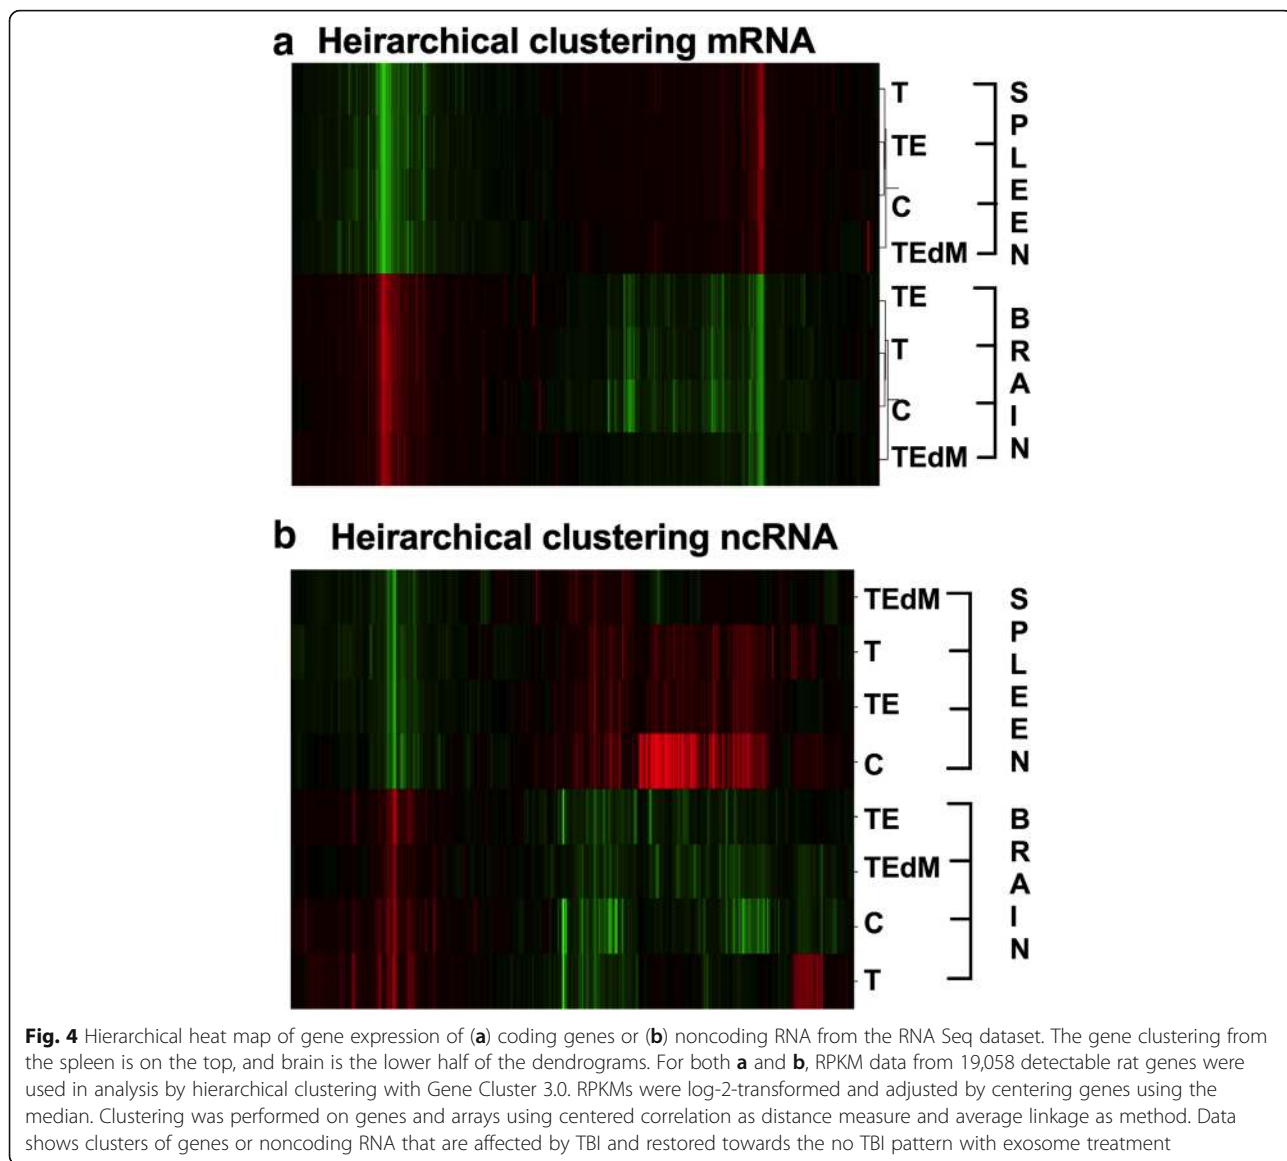 a Heirarchical clustering mRNA
T
TE
C
TEdM
SPLEEN
TE
T
C
TEdM
BRAIN
b Heirarchical clustering ncRNA
TEdM
T
TE
C
SPLEEN
TE
TEdM
C
T
BRAIN
Fig. 4 Hierarchical heat map of gene expression of (a) coding genes or (b) noncoding RNA from the RNA Seq dataset. The gene clustering from
the spleen is on the top, and brain is the lower half of the dendrograms. For both a and b, RPKM data from 19,058 detectable rat genes were
used in analysis by hierarchical clustering with Gene Cluster 3.0. RPKMs were log-2-transformed and adjusted by centering genes using the
median. Clustering was performed on genes and arrays using centered correlation as distance measure and average linkage as method. Data
shows clusters of genes or noncoding RNA that are affected by TBI and restored towards the no TBI pattern with exosome treatment